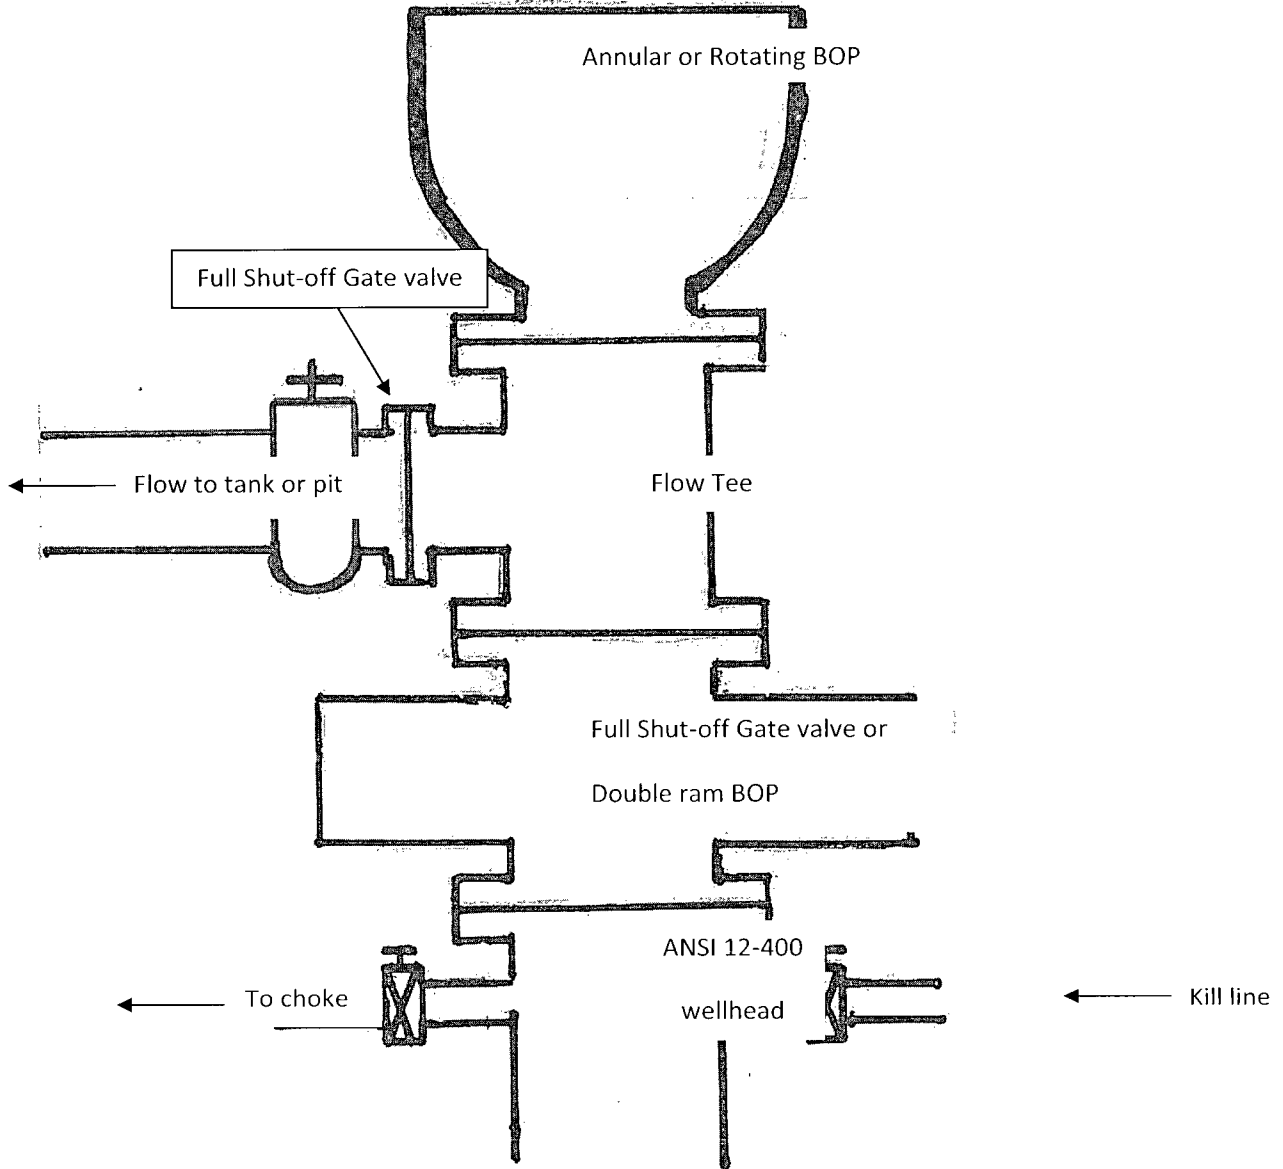 Annular or Rotating BOP
Full Shut-off Gate valve
Flow to tank or pit
Flow Tee
Full Shut-off Gate valve or
Double ram BOP
ANSI 12-400
wellhead
To choke
Kill line